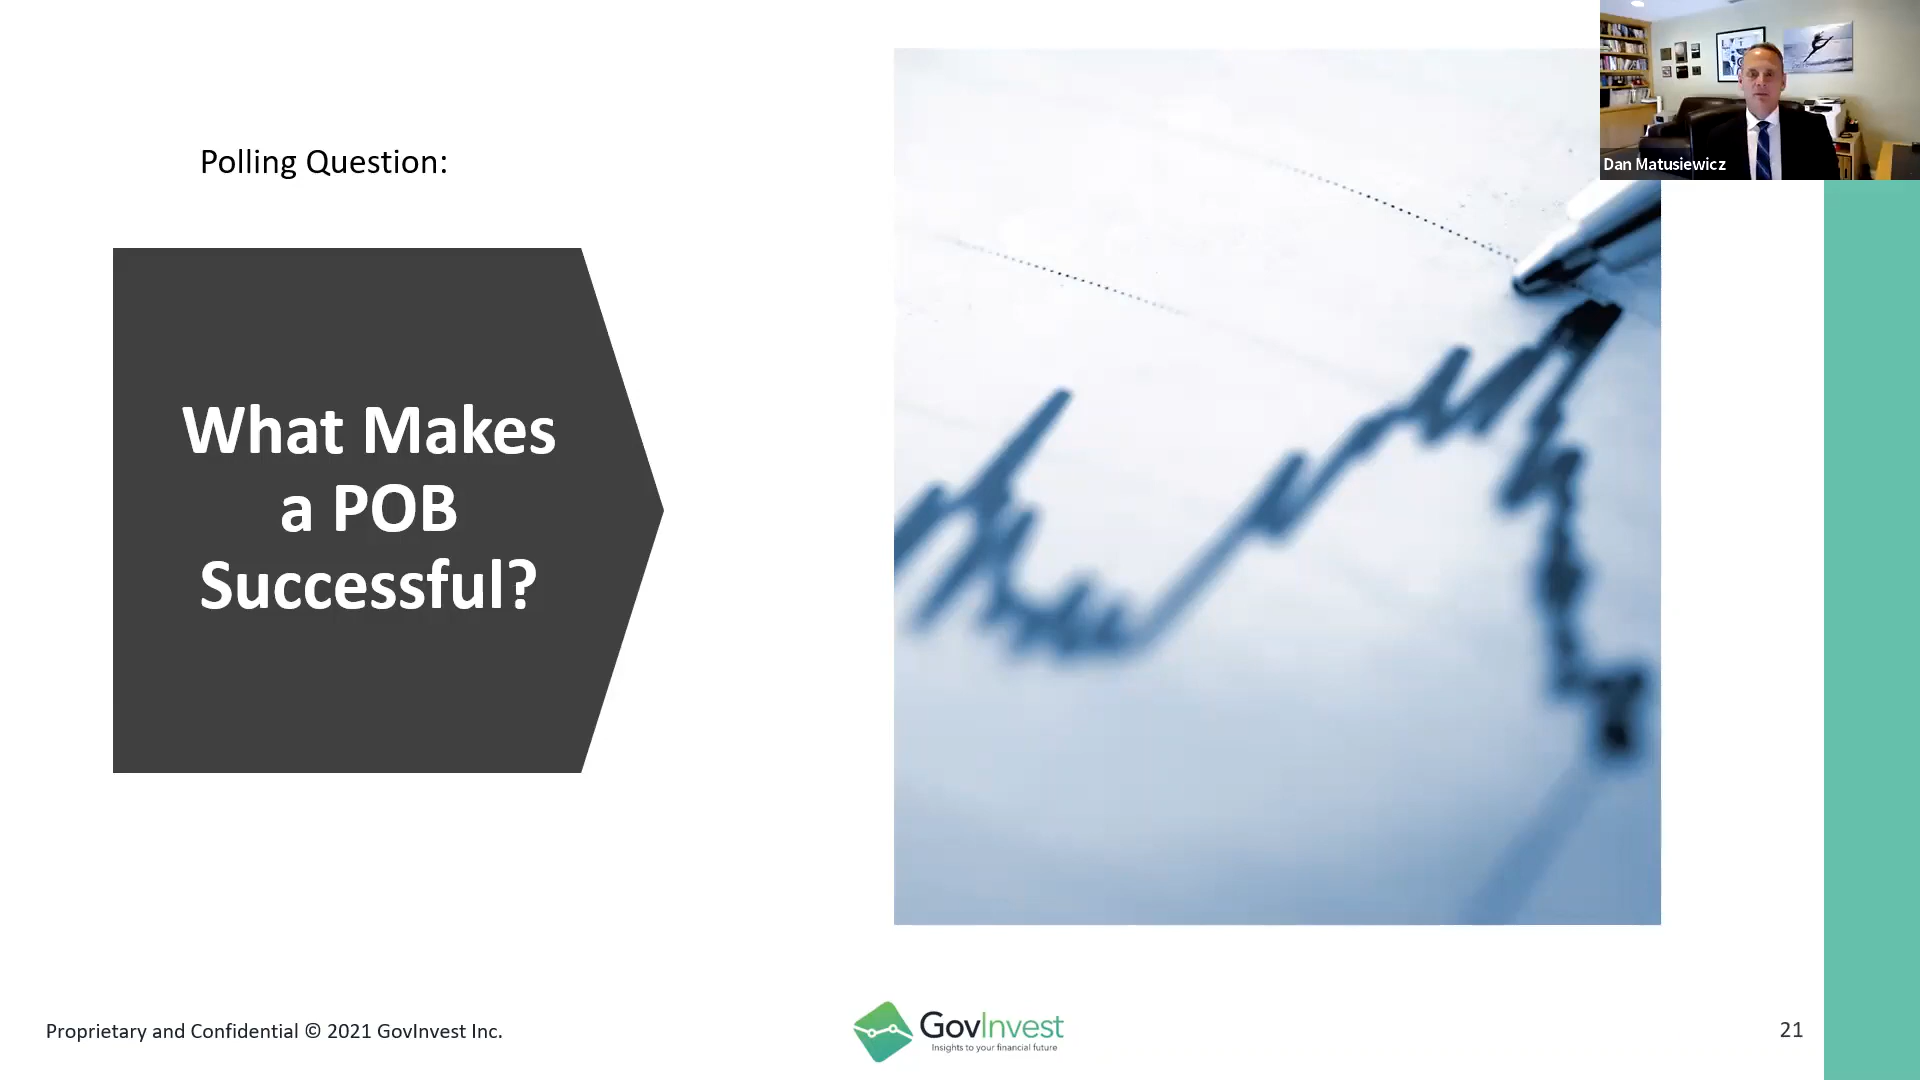 Dan Matusiewicz
Polling Question:
What Makes
a POB
Successful?
Proprietary and Confidential © 2021 GovInvest Inc.
GovInvest
Insights to your financial future
21